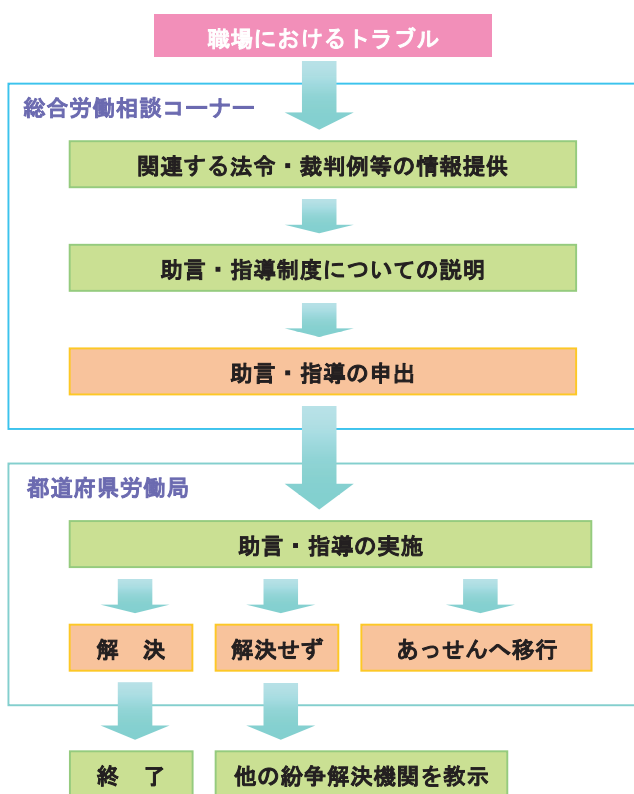 職場におけるトラブル
総合労働相談コーナー
関連する法令・裁判例等の情報提供
助言・指導制度についての説明
助言・指導の申出
都道府県労働局
助言・指導の実施
解　決
解決せず
あっせんへ移行
終　了
他の紛争解決機関を教示